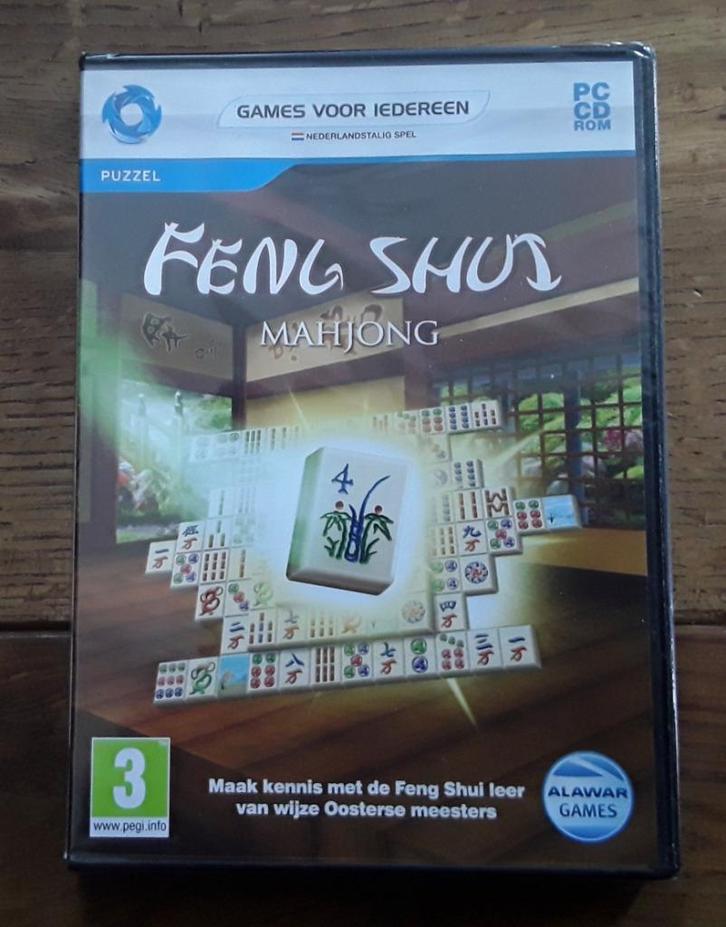 GAMES VOOR IEDEREEN
NEDERLANDSTALIG SPEL
PC
CD
ROM
PUZZEL
FENG SHUI
MAHJONG
4
Maak kennis met de Feng Shui leer
van wijze Oosterse meesters
3
www.pegi.info
ALAWAR
GAMES